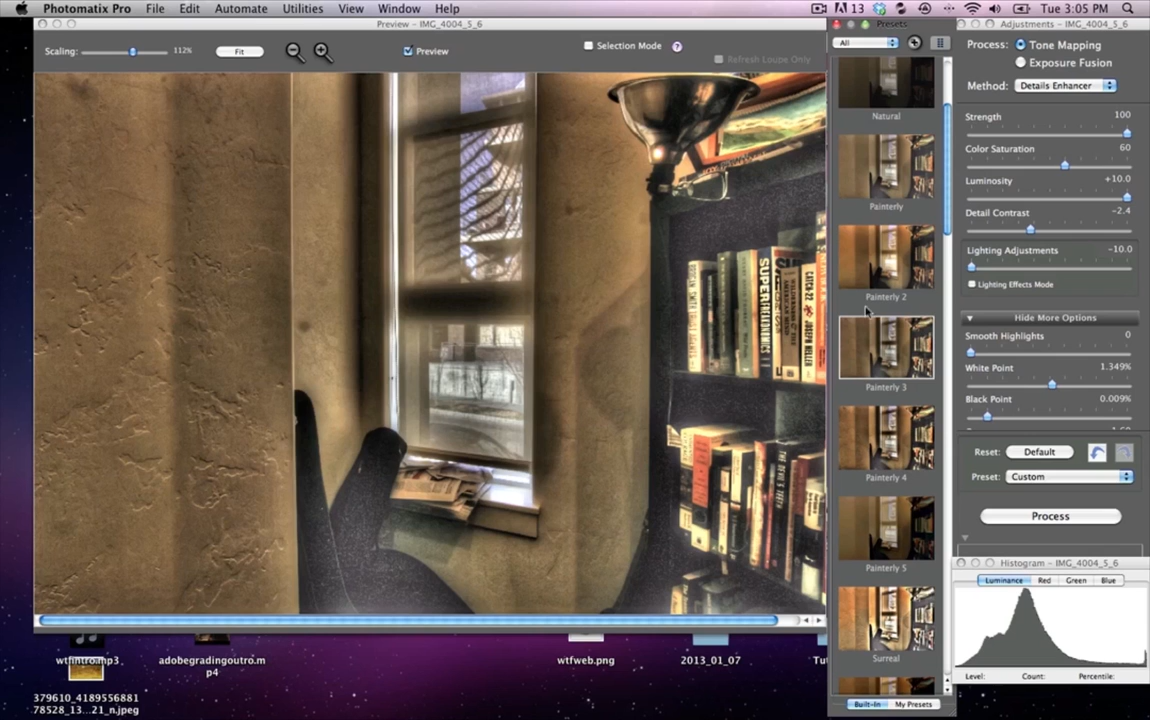 Photomatix Pro File Edit Automate Utilities View Window Help 13 Tue 3:05 PM
Preview - IMG_4004_5_6
Scaling: 112% Fit Preview Selection Mode ?
Refresh Loupe Only
SUPERFREAKONOMICS
CATCH-22 JOSEPH HELLER
Presets
All
Natural
Painterly
Painterly 2
Painterly 3
Painterly 4
Painterly 5
Surreal
Built-In My Presets
Adjustments - IMG_4004_5_6
Process: Tone Mapping
Exposure Fusion
Method: Details Enhancer
Strength 100
Color Saturation 60
Luminosity +10.0
Detail Contrast -2.4
Lighting Adjustments -10.0
Lighting Effects Mode
Hide More Options
Smooth Highlights 0
White Point 1.349%
Black Point 0.009%
Reset: Default
Preset: Custom
Process
Histogram - IMG_4004_5_6
Luminance Red Green Blue
Level: Count: Percentile:
wtfintro.mp3
adobegradingoutro.m
p4
wtfweb.png
2013_01_07
Tut
379610_4189556881
78528_13...21_n.jpeg